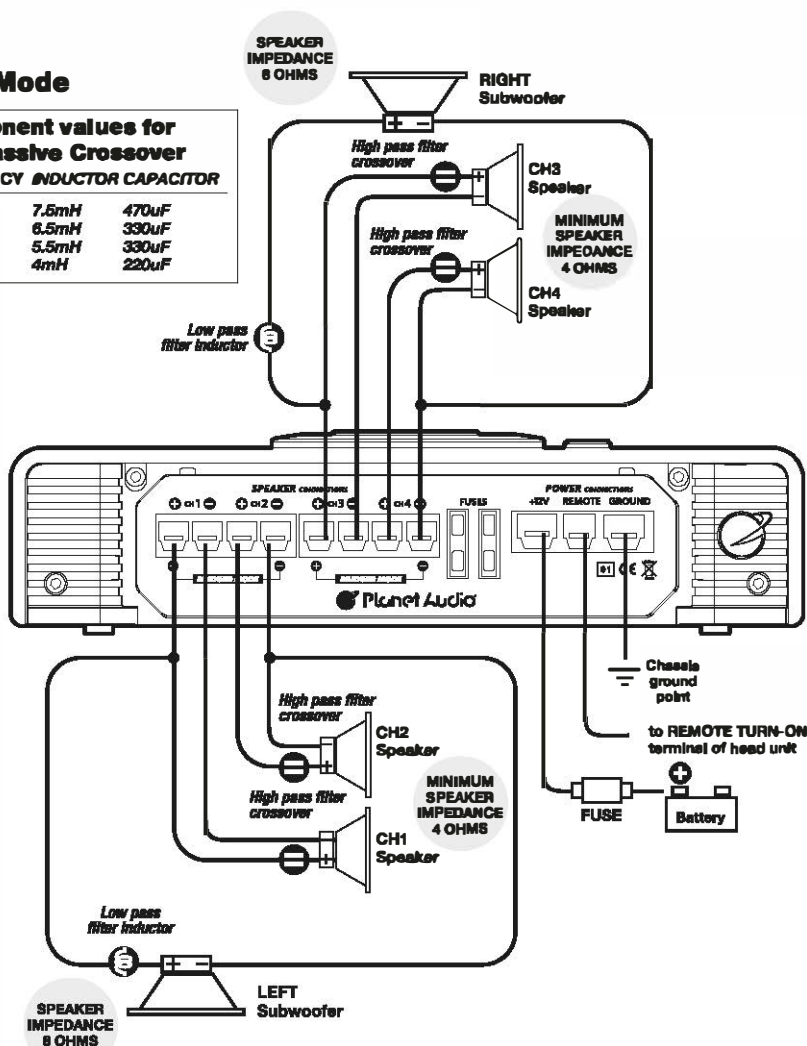 Mode
onent values for
assive Crossover
CY INDUCTOR CAPACITOR
7.5mH 470uF
6.5mH 330uF
5.5mH 330uF
4mH 220uF
SPEAKER
IMPEDANCE
8 OHMS
RIGHT
Subwoofer
+ -
High pass filter
crossover
+
-
CH3
Speaker
High pass filter
crossover
+
-
CH4
Speaker
MINIMUM
SPEAKER
IMPEDANCE
4 OHMS
Low pass
filter inductor
SPEAKER CONNECTIONS
+ CH1 - + CH2 - + CH3 - + CH4 -
FUSES
POWER CONNECTIONS
+12V REMOTE GROUND
+ - + -
CE
Planet Audio
Chassis
ground
point
to REMOTE TURN-ON
terminal of head unit
FUSE
+
Battery
High pass filter
crossover
-
+
CH2
Speaker
High pass filter
crossover
-
+
CH1
Speaker
MINIMUM
SPEAKER
IMPEDANCE
4 OHMS
Low pass
filter inductor
+ -
LEFT
Subwoofer
SPEAKER
IMPEDANCE
8 OHMS